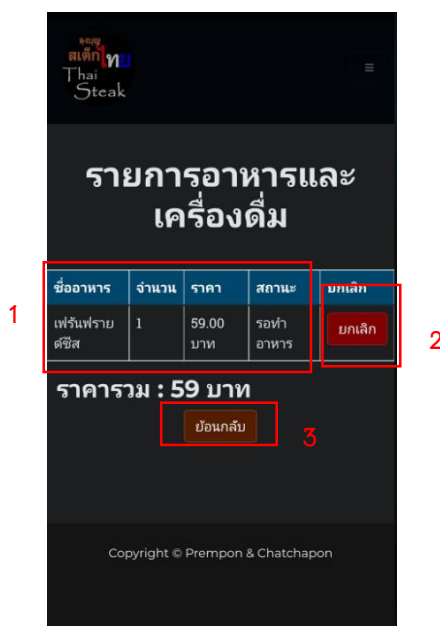 สเต็กไทย
Thai
Steak
รายการอาหารและ
เครื่องดื่ม
ชื่ออาหาร จำนวน ราคา สถานะ ยกเลิก
เฟรันฟราย 1 59.00 รอทำ ยกเลิก
ด์ชีส บาท อาหาร
1
2
ราคารวม : 59 บาท
ย้อนกลับ
3
Copyright © Prempon & Chatchapon